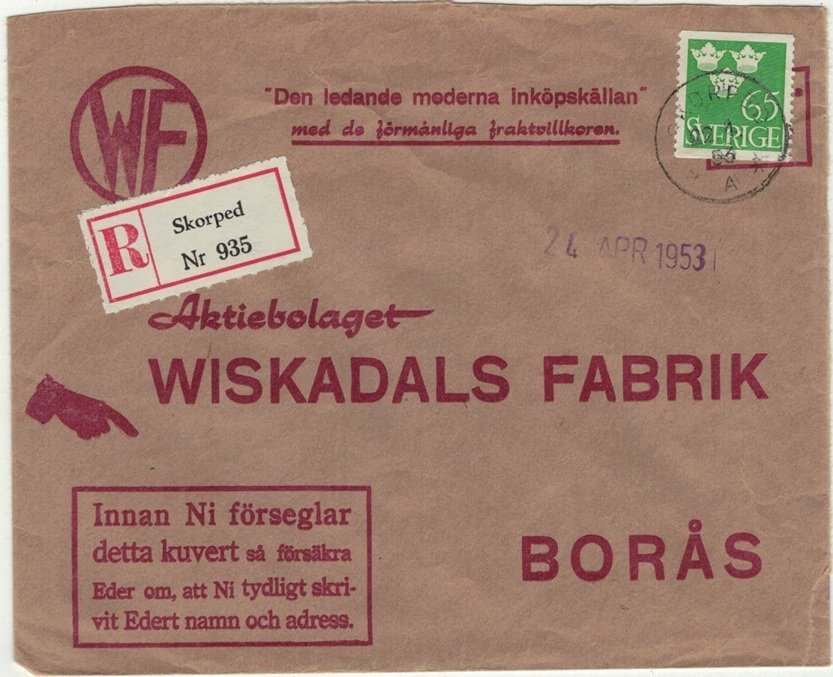 WF
"Den ledande moderna inköpskällan"
med de förmånliga fraktvillkoren.
65
SVERIGE
R
Skorped
Nr 935
24 APR 1953
Aktiebolaget
WISKADALS FABRIK
BORÅS
Innan Ni förseglar
detta kuvert så försäkra
Eder om, att Ni tydligt skri-
vit Edert namn och adress.